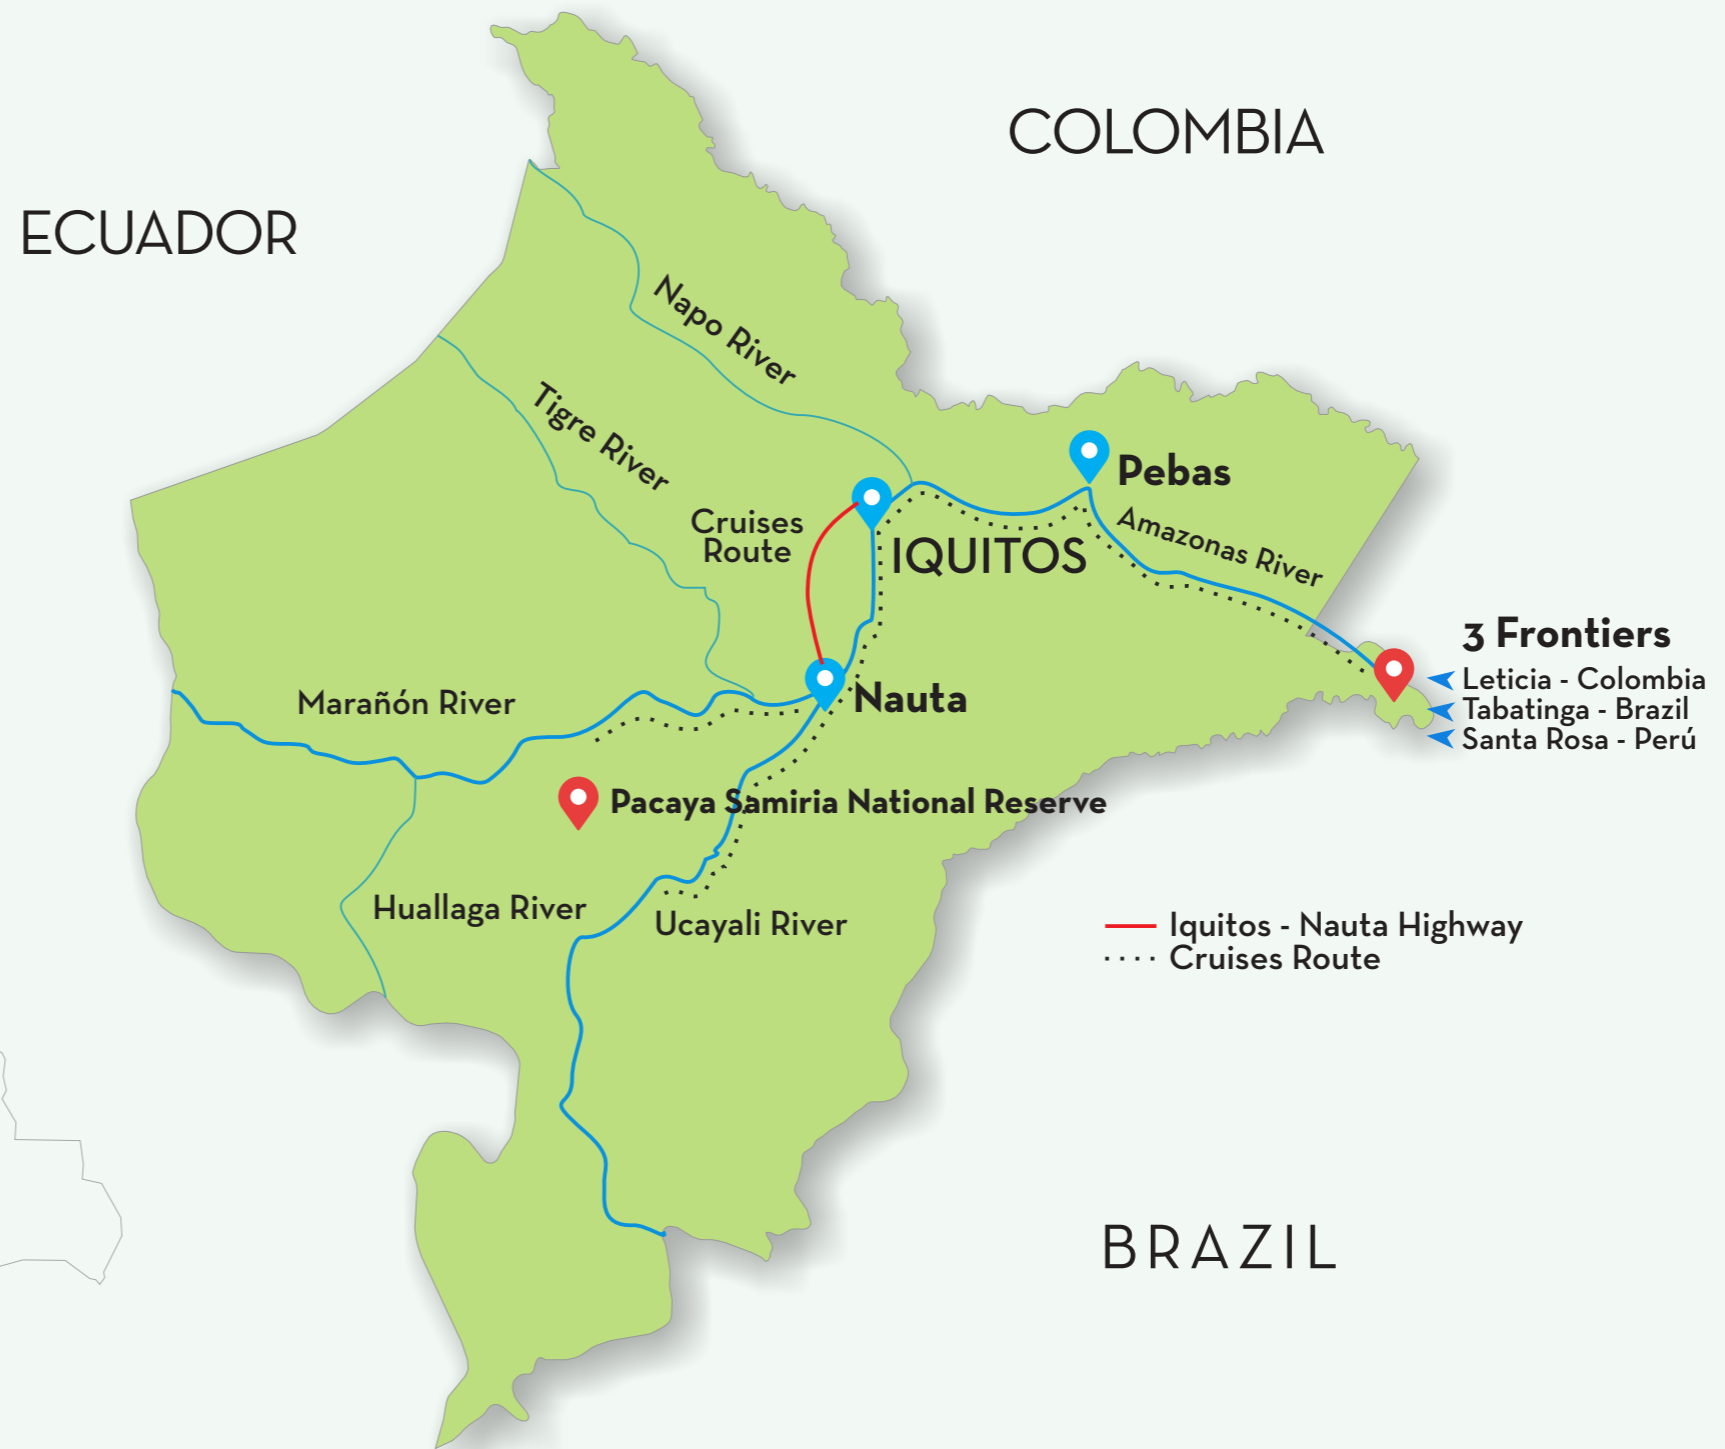 COLOMBIA
ECUADOR
Napo River
Tigre River
Pebas
Cruises
Route
IQUITOS
Amazonas River
3 Frontiers
Leticia - Colombia
Tabatinga - Brazil
Santa Rosa - Perú
Marañón River
Nauta
Pacaya Samiria National Reserve
Huallaga River
Ucayali River
Iquitos - Nauta Highway
Cruises Route
BRAZIL